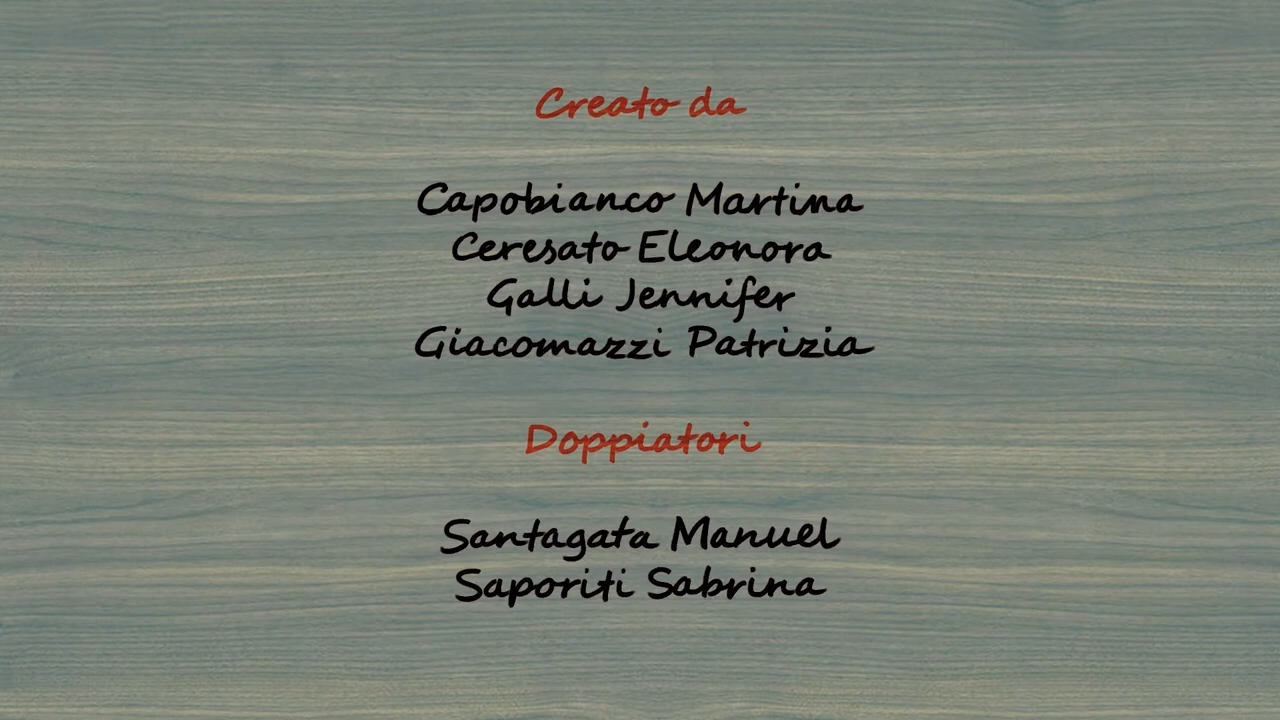 Creato da
Capobianco Martina
Ceresato Eleonora
Galli Jennifer
Giacomazzi Patrizia
Doppiatori
Santagata Manuel
Saporiti Sabrina